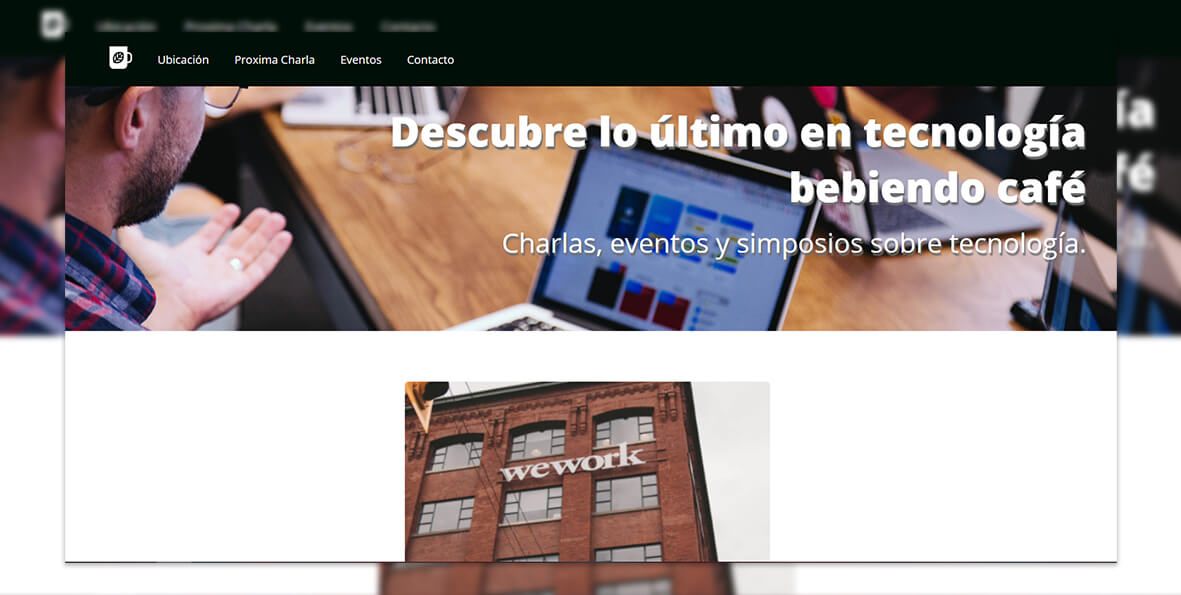 Ubicación Proxima Charla Eventos Contacto
Descubre lo último en tecnología
bebiendo café
Charlas, eventos y simposios sobre tecnología.
wework